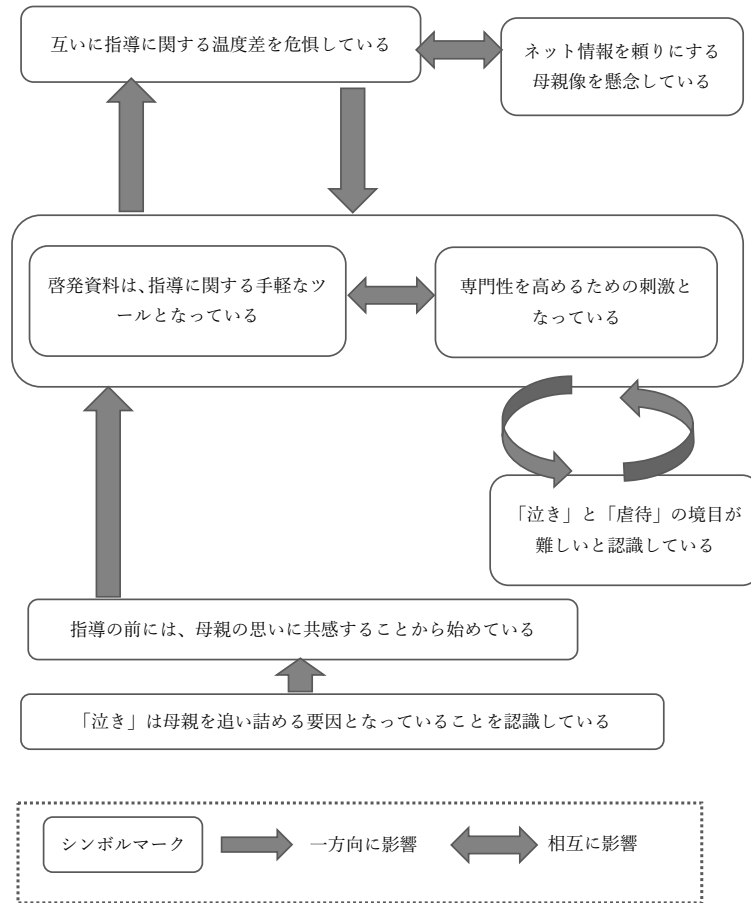 互いに指導に関する温度差を危惧している
ネット情報を頼りにする
母親像を懸念している
啓発資料は、指導に関する手軽なツ
ールとなっている
専門性を高めるための刺激と
なっている
「泣き」と「虐待」の境目が
難しいと認識している
指導の前には、母親の思いに共感することから始めている
「泣き」は母親を追い詰める要因となっていることを認識している
シンボルマーク
一方向に影響
相互に影響